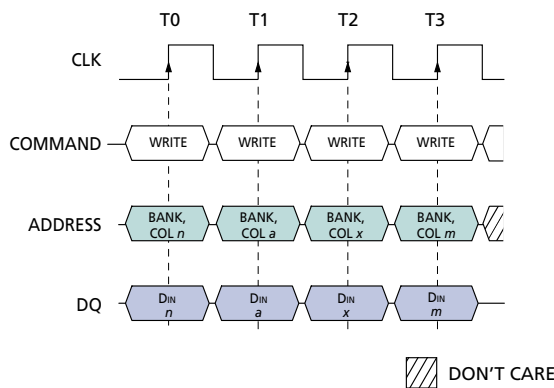 T0 T1 T2 T3
CLK
COMMAND WRITE WRITE WRITE WRITE
ADDRESS BANK, COL n BANK, COL a BANK, COL x BANK, COL m
DQ DIN n DIN a DIN x DIN m
DON'T CARE